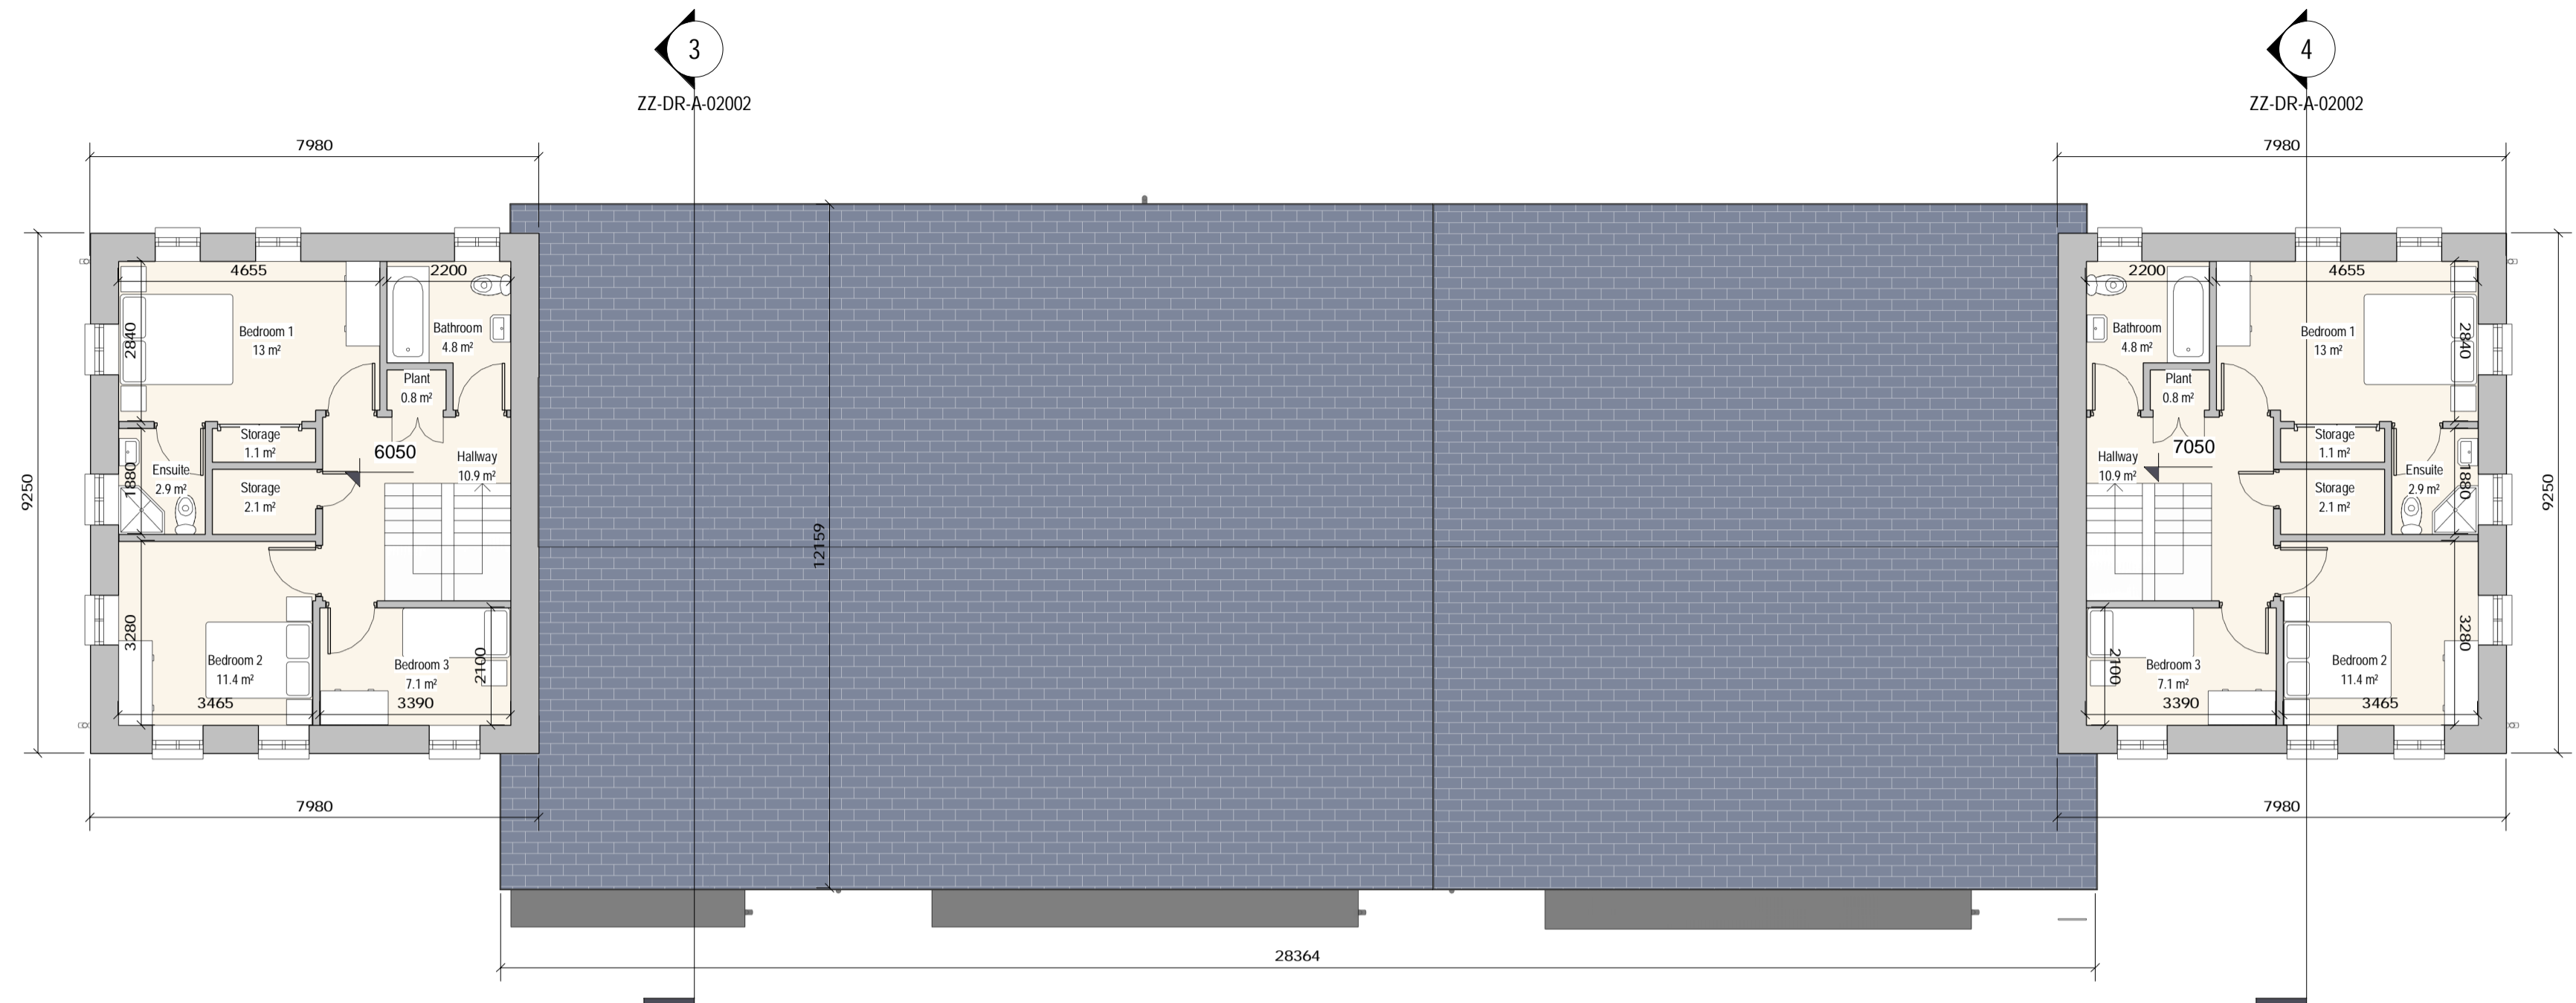 3
ZZ-DR-A-02002
4
ZZ-DR-A-02002
7980
7980
9250
4655
2200
2840
Bedroom 1
13 m²
Bathroom
4.8 m²
Plant
0.8 m²
6050
Storage
1.1 m²
Hallway
10.9 m²
Ensuite
2.9 m²
1880
Storage
2.1 m²
3280
Bedroom 2
11.4 m²
3465
Bedroom 3
7.1 m²
2100
3390
7980
12159
28364
2200
4655
Bathroom
4.8 m²
Bedroom 1
13 m²
2840
Plant
0.8 m²
7050
Hallway
10.9 m²
Storage
1.1 m²
Ensuite
2.9 m²
1880
Storage
2.1 m²
9250
3280
Bedroom 3
7.1 m²
2100
3390
Bedroom 2
11.4 m²
3465
7980